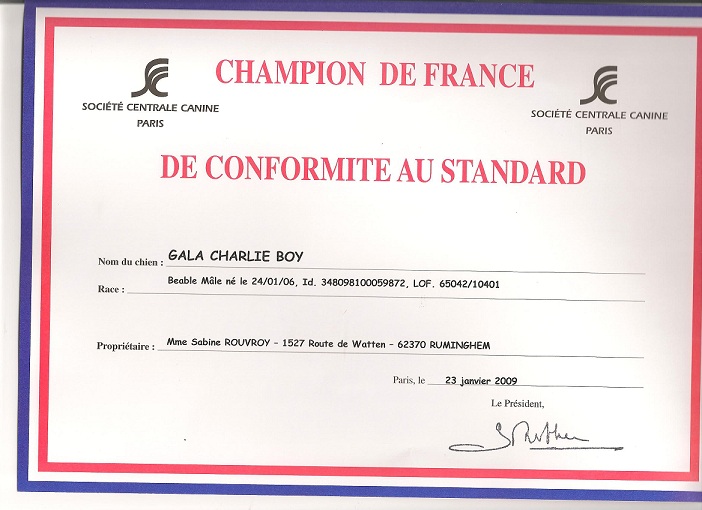 CHAMPION DE FRANCE
SOCIÉTÉ CENTRALE CANINE
PARIS
SOCIÉTÉ CENTRALE CANINE
PARIS
DE CONFORMITE AU STANDARD
Nom du chien : GALA CHARLIE BOY
Race : Beable Mâle né le 24/01/06, Id. 348098100059872, LOF. 65042/10401
Propriétaire : Mme Sabine ROUVROY - 1527 Route de Watten - 62370 RUMINGHEM
Paris, le 23 janvier 2009
Le Président,